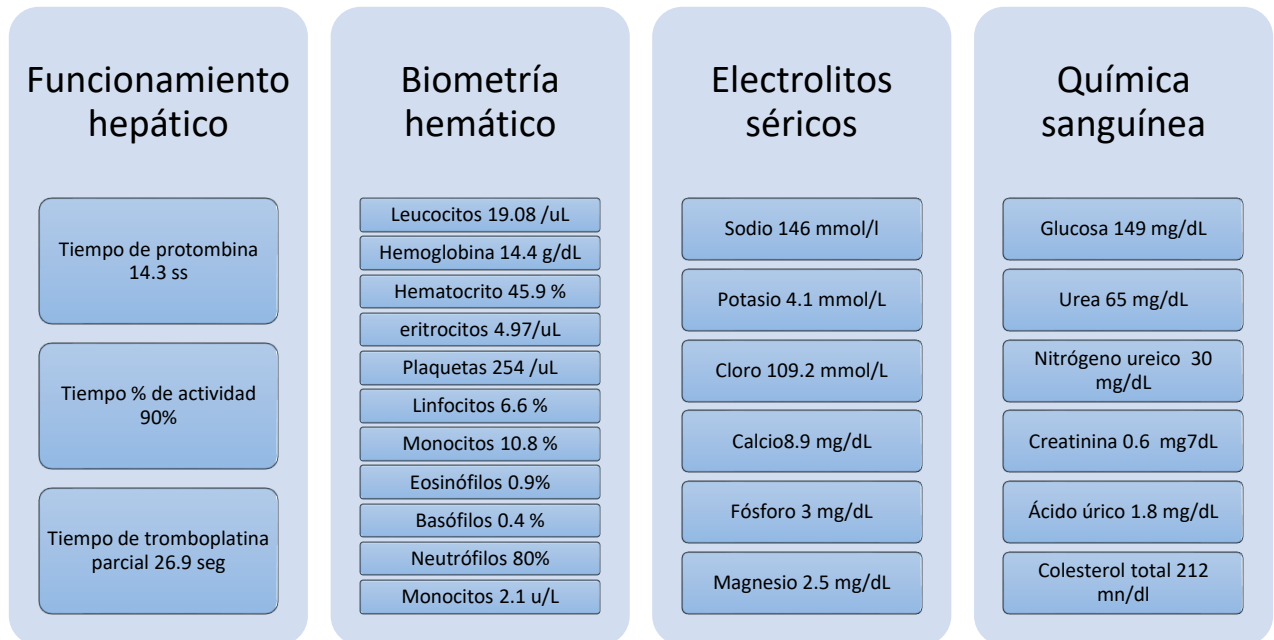 Funcionamiento
hepático
Tiempo de protombina
14.3 ss
Tiempo % de actividad
90%
Tiempo de tromboplatina
parcial 26.9 seg
Biometría
hemático
Leucocitos 19.08 /uL
Hemoglobina 14.4 g/dL
Hematocrito 45.9 %
eritrocitos 4.97/uL
Plaquetas 254 /uL
Linfocitos 6.6 %
Monocitos 10.8 %
Eosinófilos 0.9%
Basófilos 0.4 %
Neutrófilos 80%
Monocitos 2.1 u/L
Electrolitos
séricos
Sodio 146 mmol/l
Potasio 4.1 mmol/L
Cloro 109.2 mmol/L
Calcio8.9 mg/dL
Fósforo 3 mg/dL
Magnesio 2.5 mg/dL
Química
sanguínea
Glucosa 149 mg/dL
Urea 65 mg/dL
Nitrógeno ureico 30
mg/dL
Creatinina 0.6 mg7dL
Ácido úrico 1.8 mg/dL
Colesterol total 212
mn/dl